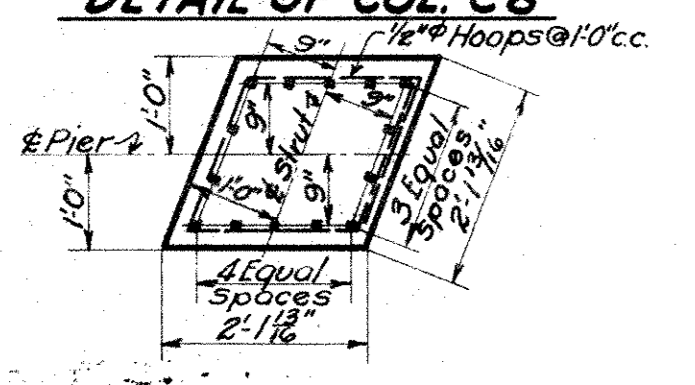 DETAIL OF COL. C8
9"
1/2"φ Hoops @ 1'-0" c.c.
1'-0"
9"
9"
℄ Strut
℄ Pier
1'-0"
1'-0"
9"
3 Equal
Spaces
2'-1 13/16"
4 Equal
Spaces
2'-1 13/16"